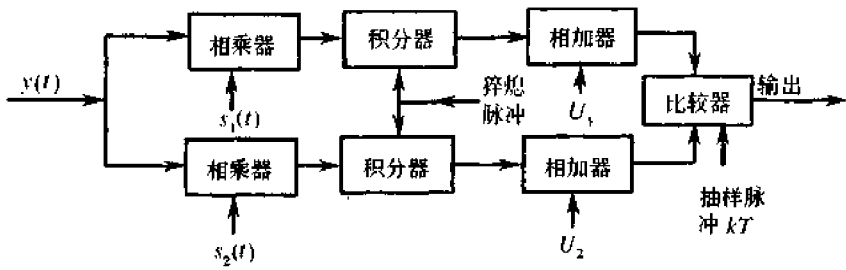 相乘器
积分器
相加器
y(t)
s₁(t)
猝熄
脉冲
U₁
比较器
输出
相乘器
积分器
相加器
s₂(t)
U₂
抽样脉
冲 kT